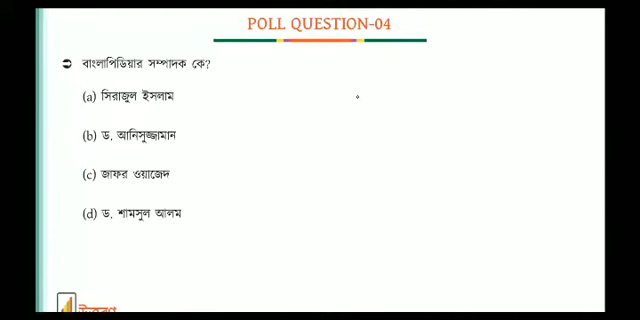 POLL QUESTION-04
➲ বাংলাপিডিয়ার সম্পাদক কে?
(a) সিরাজুল ইসলাম
(b) ড. আনিসুজ্জামান
(c) জাফর ওয়াজেদ
(d) ড. শামসুল আলম